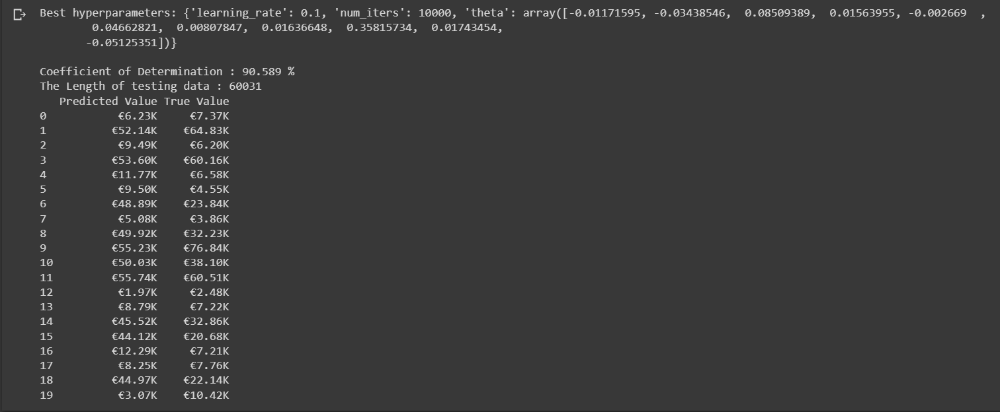 Best hyperparameters: {'learning_rate': 0.1, 'num_iters': 10000, 'theta': array([-0.01171595, -0.03438546,  0.08509389,  0.01563955, -0.002669  ,
        0.04662821,  0.00807847,  0.01636648,  0.35815734,  0.01743454,
       -0.05125351])}

Coefficient of Determination : 90.589 %
The Length of testing data : 60031
   Predicted Value True Value
0           €6.23K     €7.37K
1          €52.14K    €64.83K
2           €9.49K     €6.20K
3          €53.60K    €60.16K
4          €11.77K     €6.58K
5           €9.50K     €4.55K
6          €48.89K    €23.84K
7           €5.08K     €3.86K
8          €49.92K    €32.23K
9          €55.23K    €76.84K
10         €50.03K    €38.10K
11         €55.74K    €60.51K
12          €1.97K     €2.48K
13          €8.79K     €7.22K
14         €45.52K    €32.86K
15         €44.12K    €20.68K
16         €12.29K     €7.21K
17          €8.25K     €7.76K
18         €44.97K    €22.14K
19          €3.07K    €10.42K